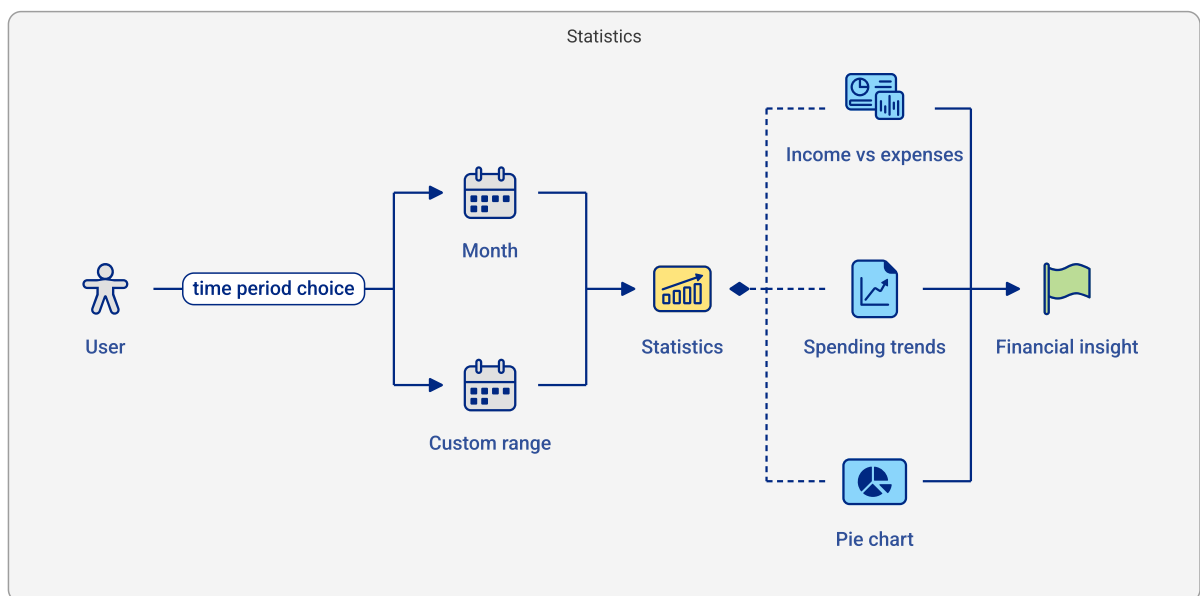 Statistics
Income vs expenses
Month
time period choice
User
Statistics
Spending trends
Financial insight
Custom range
Pie chart